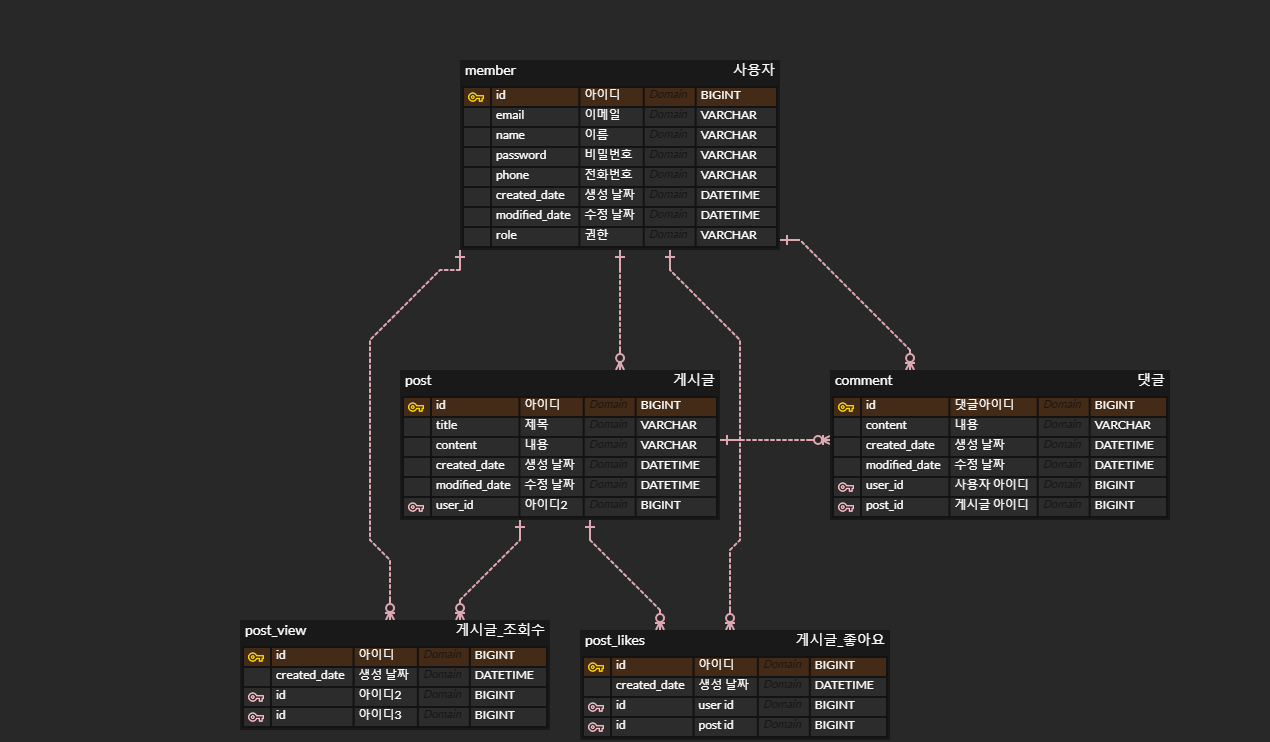 member 사용자
id 아이디 Domain BIGINT
email 이메일 Domain VARCHAR
name 이름 Domain VARCHAR
password 비밀번호 Domain VARCHAR
phone 전화번호 Domain VARCHAR
created_date 생성 날짜 Domain DATETIME
modified_date 수정 날짜 Domain DATETIME
role 권한 Domain VARCHAR
post 게시글
id 아이디 Domain BIGINT
title 제목 Domain VARCHAR
content 내용 Domain VARCHAR
created_date 생성 날짜 Domain DATETIME
modified_date 수정 날짜 Domain DATETIME
user_id 아이디2 Domain BIGINT
comment 댓글
id 댓글아이디 Domain BIGINT
content 내용 Domain VARCHAR
created_date 생성 날짜 Domain DATETIME
modified_date 수정 날짜 Domain DATETIME
user_id 사용자 아이디 Domain BIGINT
post_id 게시글 아이디 Domain BIGINT
post_view 게시글_조회수
id 아이디 Domain BIGINT
created_date 생성 날짜 Domain DATETIME
id 아이디2 Domain BIGINT
id 아이디3 Domain BIGINT
post_likes 게시글_좋아요
id 아이디 Domain BIGINT
created_date 생성 날짜 Domain DATETIME
id user id Domain BIGINT
id post id Domain BIGINT